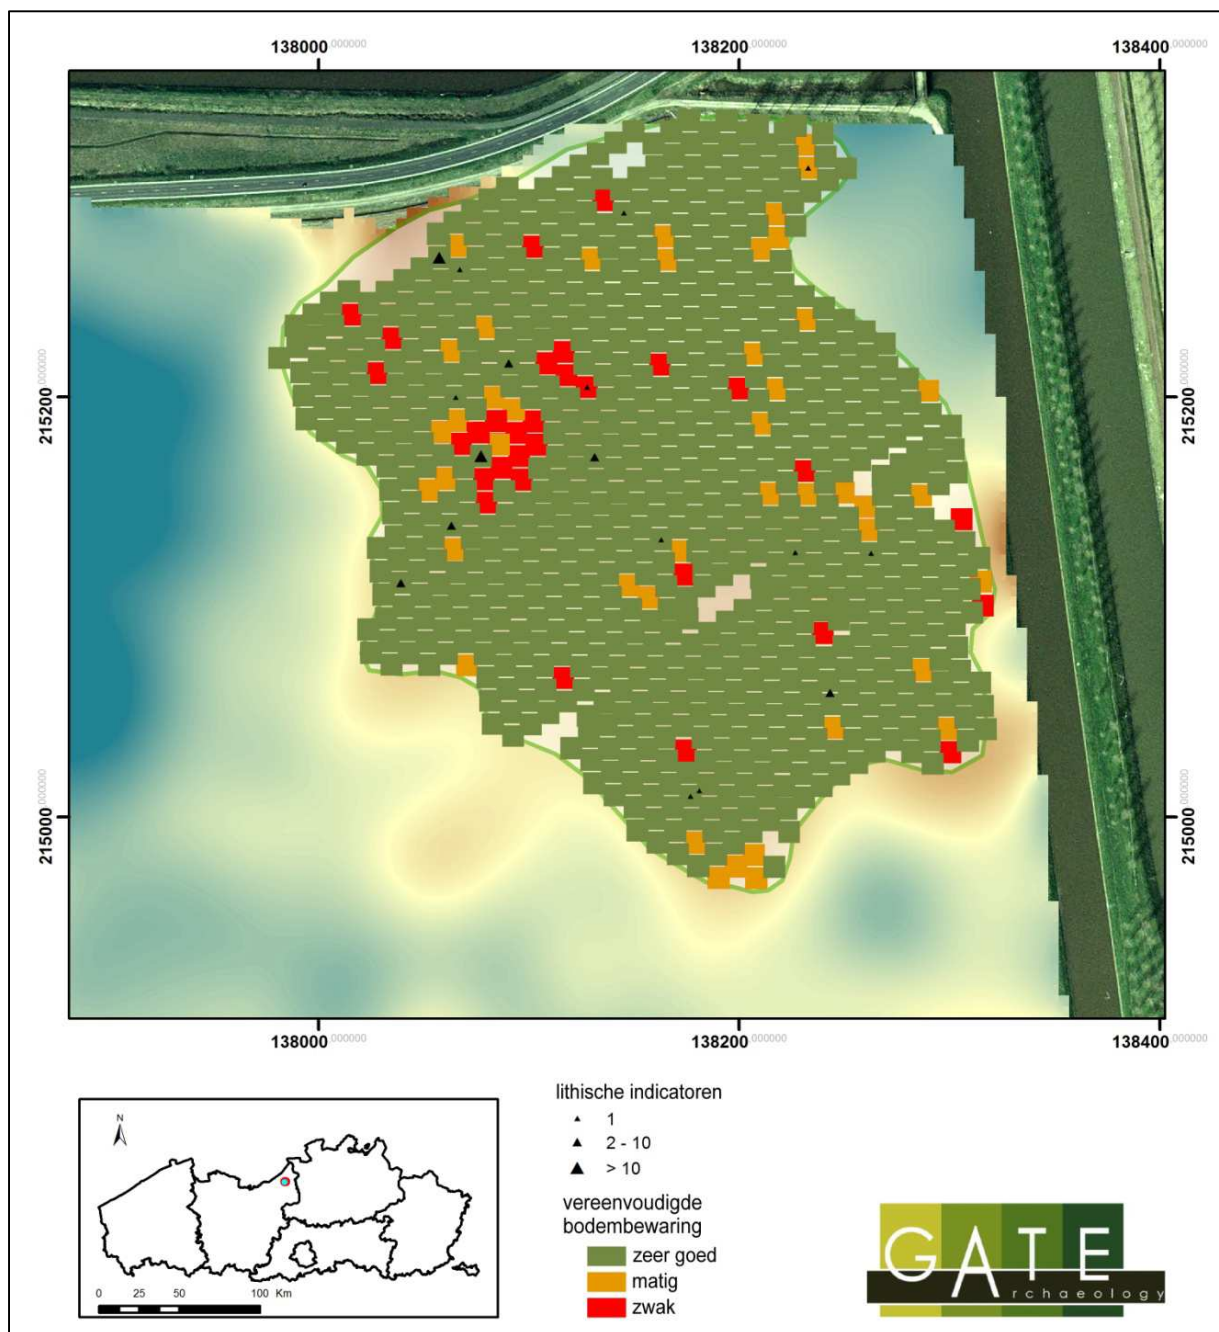 138000,000000 138200,000000 138400,000000
215200,000000
215200,000000
215000,000000
215000,000000
138000,000000 138200,000000 138400,000000
N
0 25 50 100 Km
lithische indicatoren
1
2 - 10
> 10
vereenvoudigde
bodembewaring
zeer goed
matig
zwak
GATE
rchaeology